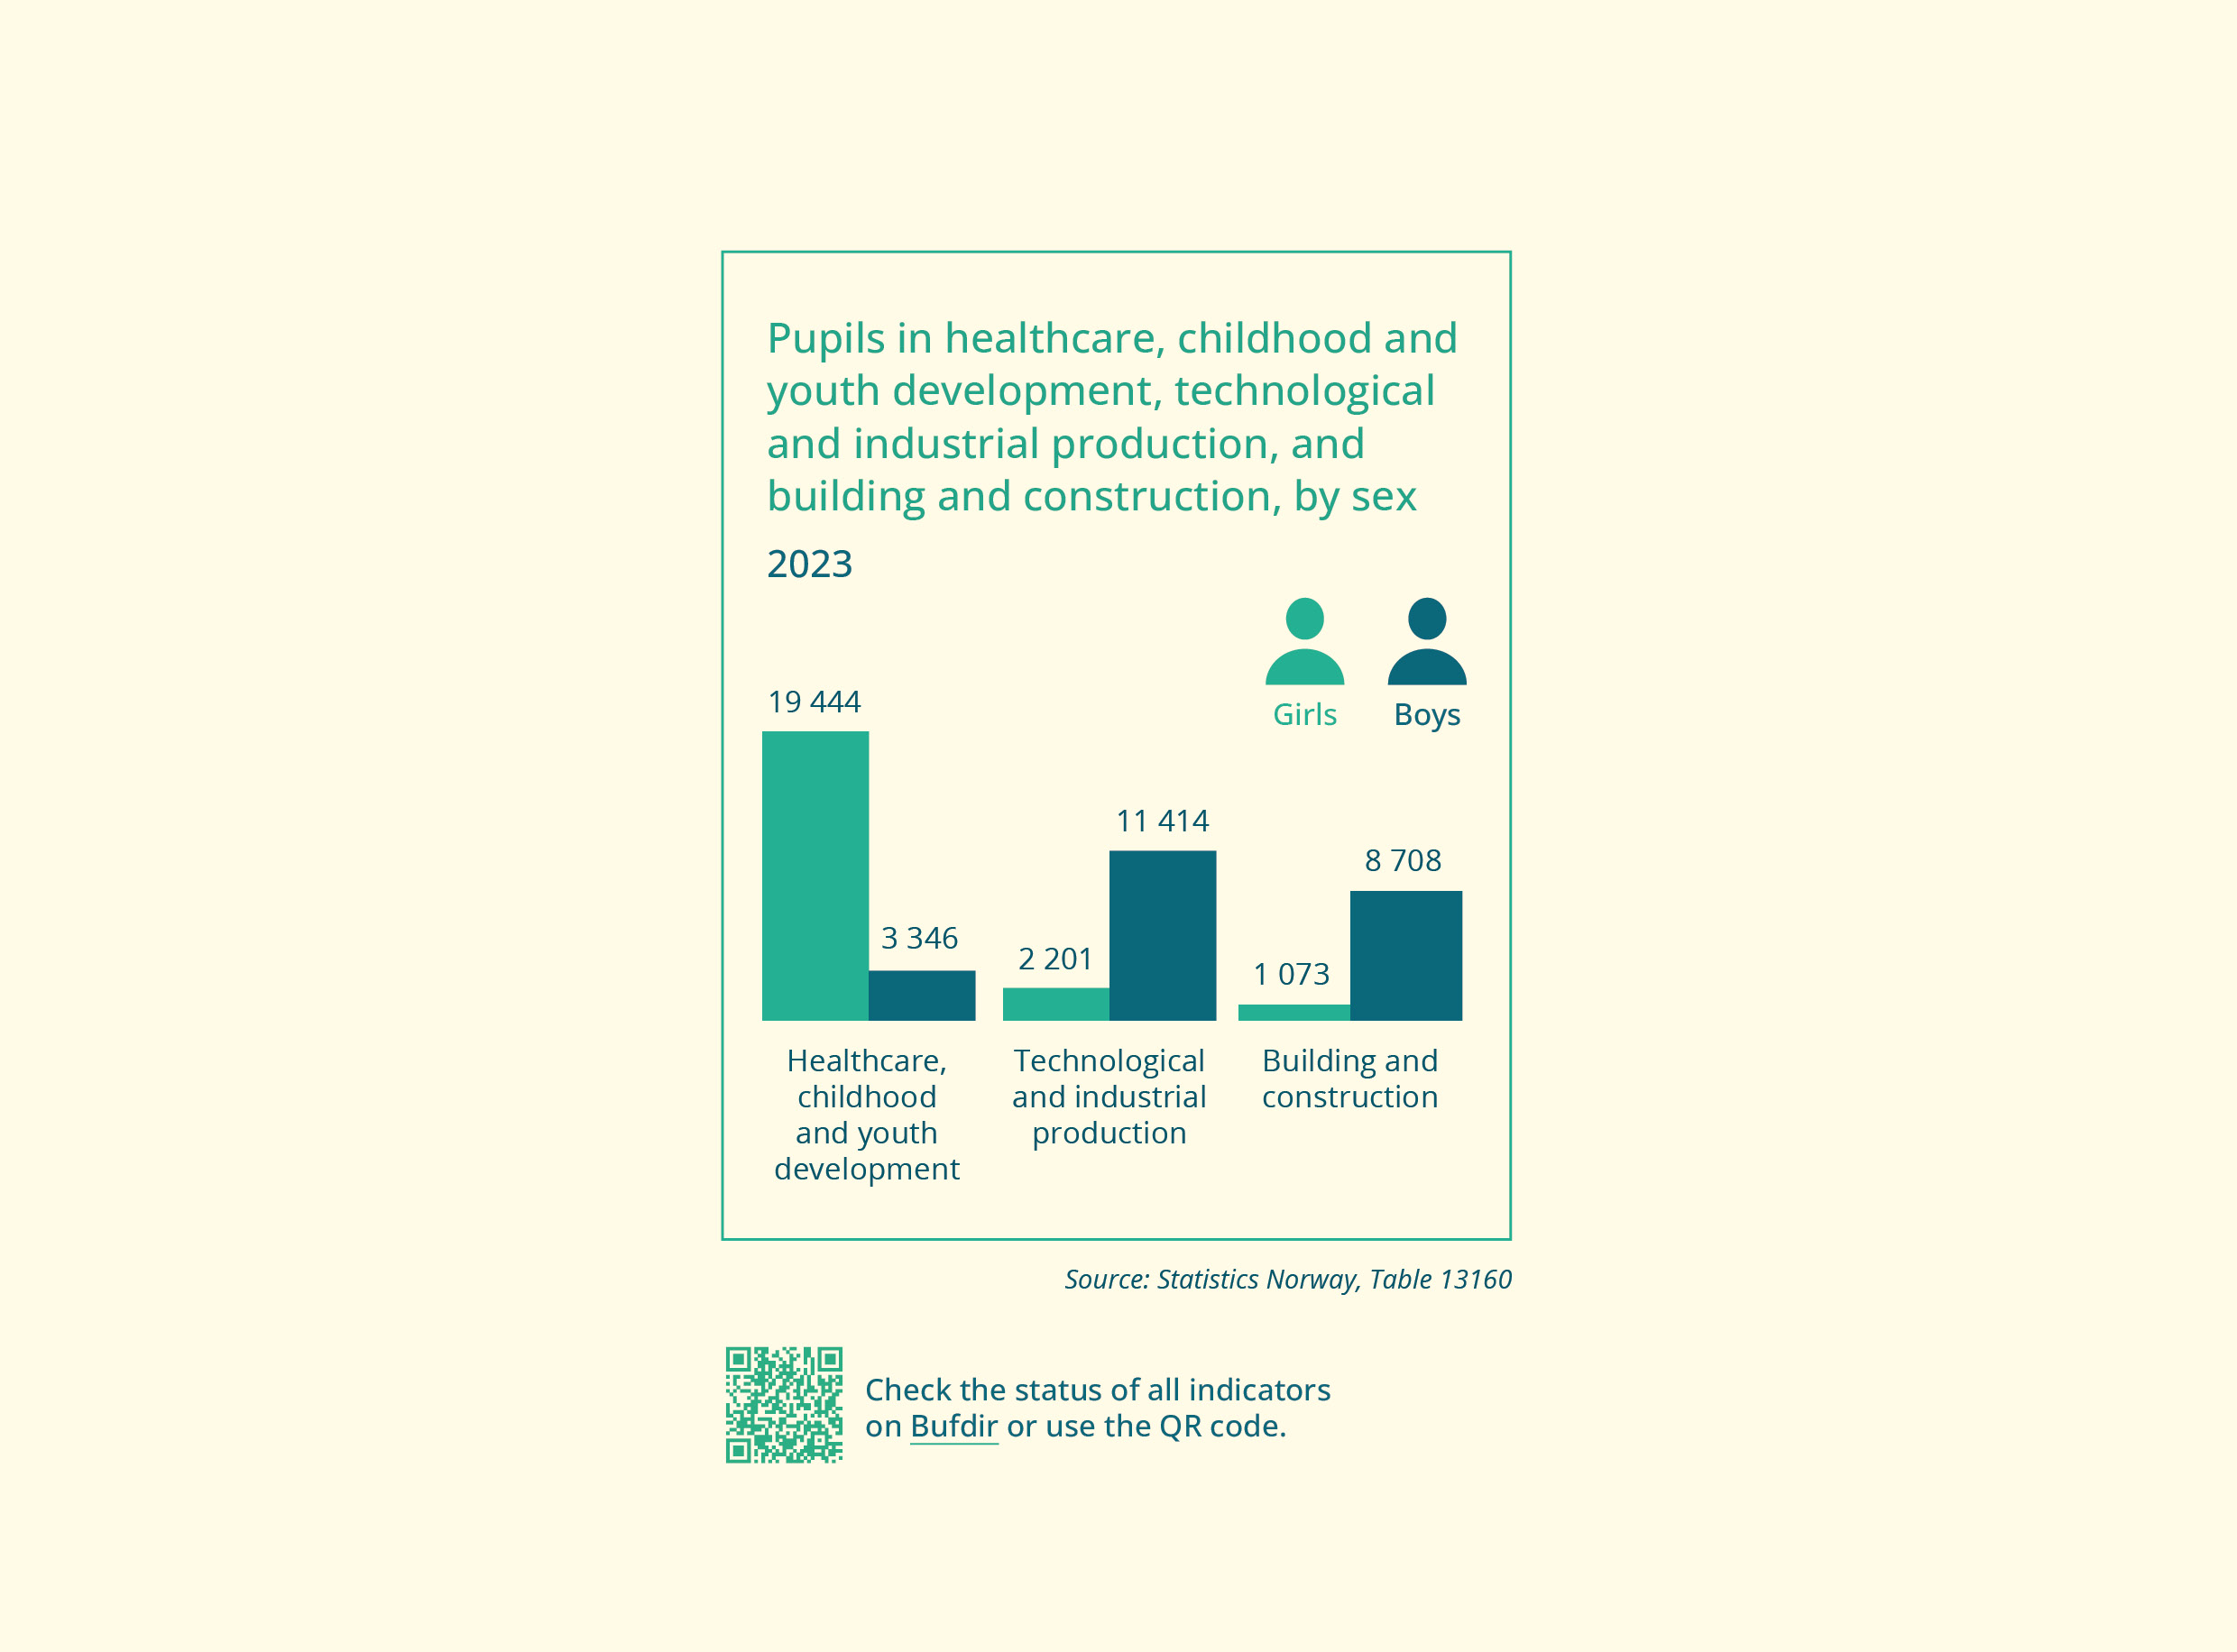 Pupils in healthcare, childhood and
youth development, technological
and industrial production, and
building and construction, by sex
2023
Girls
Boys
19 444
3 346
2 201
11 414
1 073
8 708
Healthcare,
childhood
and youth
development
Technological
and industrial
production
Building and
construction
Source: Statistics Norway, Table 13160
Check the status of all indicators
on Bufdir or use the QR code.